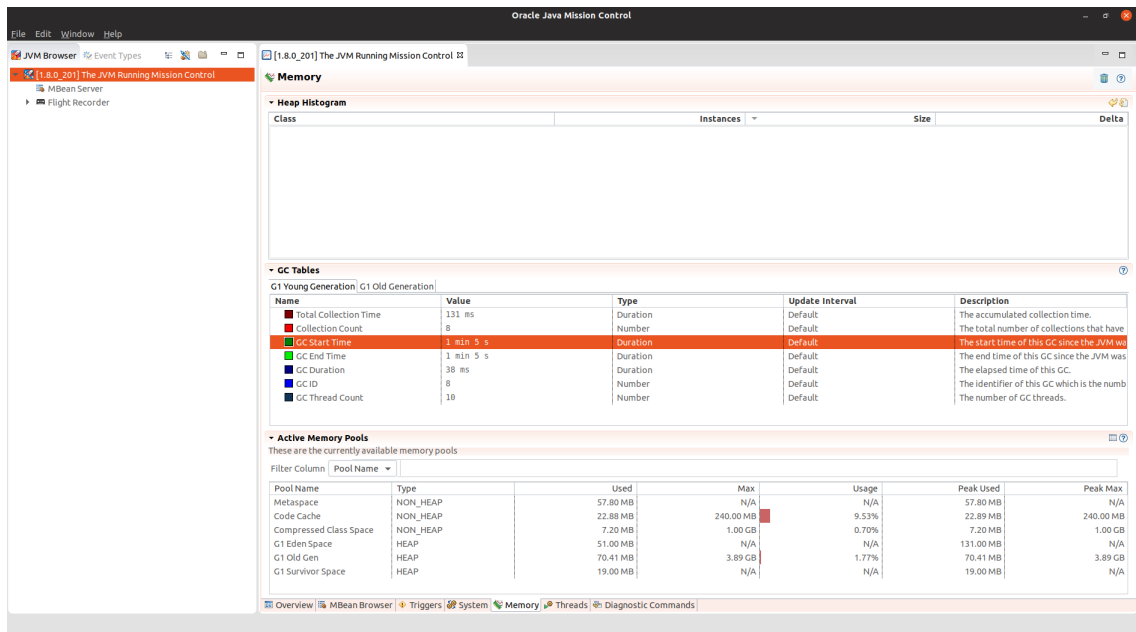 Oracle Java Mission Control
File Edit Window Help
JVM Browser Event Types
[1.8.0_201] The JVM Running Mission Control
MBean Server
Flight Recorder
[1.8.0_201] The JVM Running Mission Control
Memory
Heap Histogram
Class Instances Size Delta
GC Tables
G1 Young Generation G1 Old Generation
Name Value Type Update Interval Description
Total Collection Time 131 ms Duration Default The accumulated collection time.
Collection Count 8 Number Default The total number of collections that have
GC Start Time 1 min 5 s Duration Default The start time of this GC since the JVM wa
GC End Time 1 min 5 s Duration Default The end time of this GC since the JVM was
GC Duration 38 ms Duration Default The elapsed time of this GC.
GC ID 8 Number Default The identifier of this GC which is the numb
GC Thread Count 10 Number Default The number of GC threads.
Active Memory Pools
These are the currently available memory pools
Filter Column Pool Name
Pool Name Type Used Max Usage Peak Used Peak Max
Metaspace NON_HEAP 57.80 MB N/A N/A 57.80 MB N/A
Code Cache NON_HEAP 22.88 MB 240.00 MB 9.53% 22.89 MB 240.00 MB
Compressed Class Space NON_HEAP 7.20 MB 1.00 GB 0.70% 7.20 MB 1.00 GB
G1 Eden Space HEAP 51.00 MB N/A N/A 131.00 MB N/A
G1 Old Gen HEAP 70.41 MB 3.89 GB 1.77% 70.41 MB 3.89 GB
G1 Survivor Space HEAP 19.00 MB N/A N/A 19.00 MB N/A
Overview MBean Browser Triggers System Memory Threads Diagnostic Commands